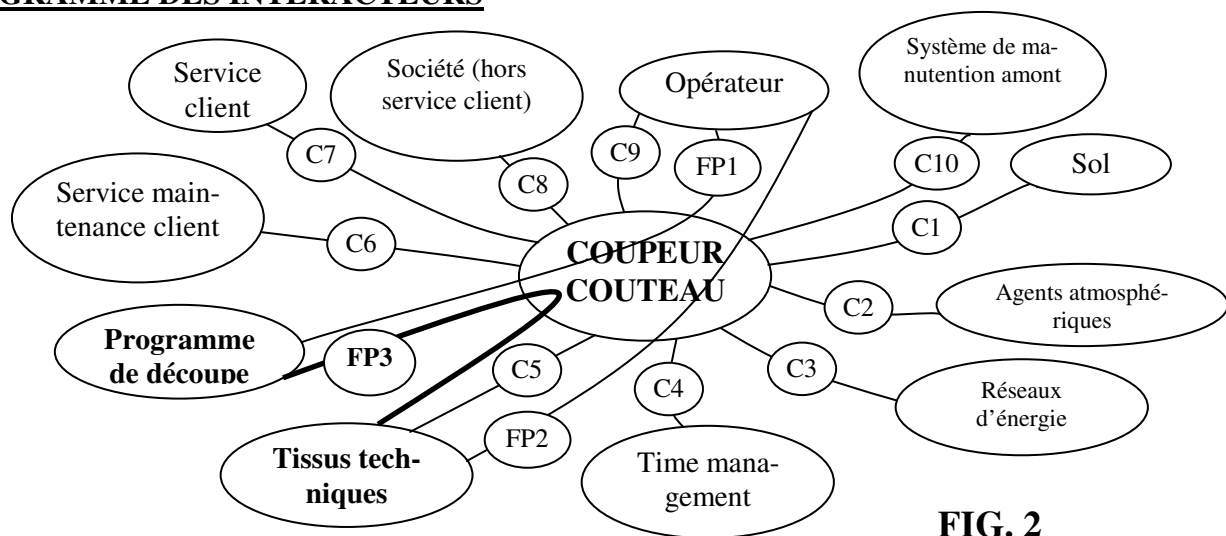 GRAMME DES INTERACTEURS
Service
client
Société (hors
service client)
Opérateur
Système de ma-
nutention amont
C7
C8
C9
FP1
C10
Sol
Service main-
tenance client
C6
C1
COUPEUR
COUTEAU
C2
Agents atmosphé-
riques
Programme
de découpe
FP3
C5
C4
C3
Réseaux
d’énergie
FP2
Tissus tech-
niques
Time mana-
gement
FIG. 2